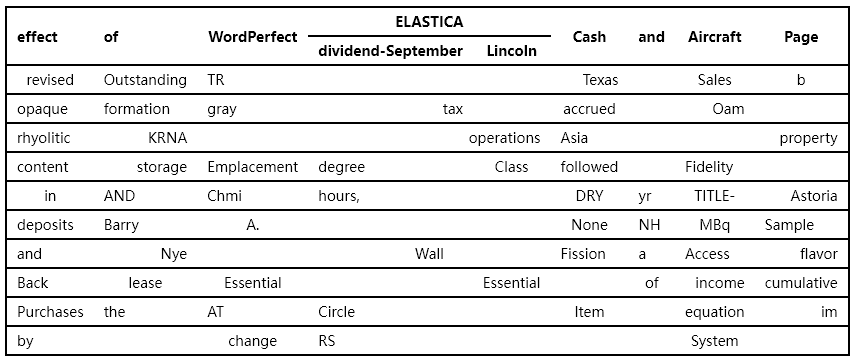 ELASTICA
effect of WordPerfect Cash and Aircraft Page
dividend-September Lincoln
revised Outstanding TR Texas Sales b
opaque formation gray tax accrued Oam
rhyolitic KRNA operations Asia property
content storage Emplacement degree Class followed Fidelity
in AND Chmi hours, DRY yr TITLE- Astoria
deposits Barry A. None NH MBq Sample
and Nye Wall Fission a Access flavor
Back lease Essential Essential of income cumulative
Purchases the AT Circle Item equation im
by change RS System